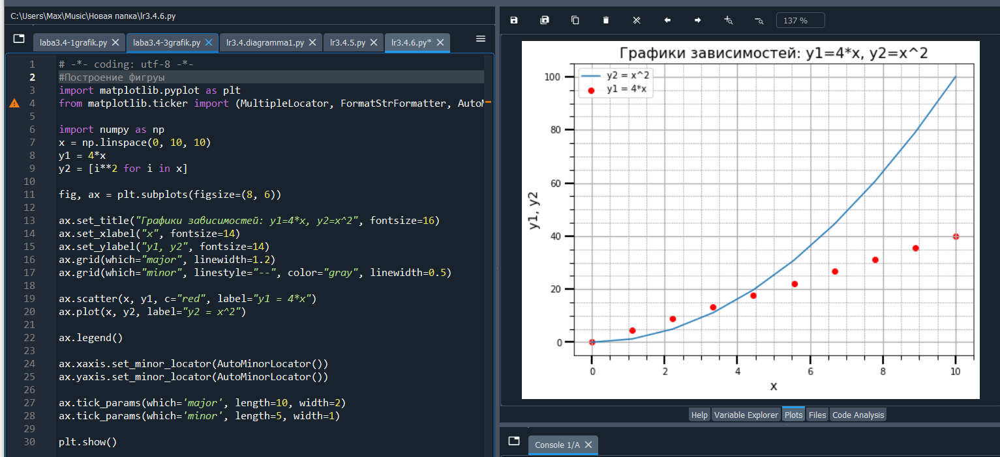 C:\Users\Max\Music\Новая папка\lr3.4.6.py
laba3.4-1grafik.py
laba3.4-3grafik.py
lr3.4.diagramma1.py
lr3.4.5.py
lr3.4.6.py*
1 # -*- coding: utf-8 -*-
2 #Построение фигруы
3 import matplotlib.pyplot as plt
4 from matplotlib.ticker import (MultipleLocator, FormatStrFormatter,
5
6 import numpy as np
7 x = np.linspace(0, 10, 10)
8 y1 = 4*x
9 y2 = [i**2 for i in x]
10
11 fig, ax = plt.subplots(figsize=(8, 6))
12
13 ax.set_title("Графики зависимостей: y1=4*x, y2=x^2", fontsize=16)
14 ax.set_xlabel("x", fontsize=14)
15 ax.set_ylabel("y1, y2", fontsize=14)
16 ax.grid(which="major", linewidth=1.2)
17 ax.grid(which="minor", linestyle="--", color="gray", linewidth=0.5)
18
19 ax.scatter(x, y1, c="red", label="y1 = 4*x")
20 ax.plot(x, y2, label="y2 = x^2")
21
22 ax.legend()
23
24 ax.xaxis.set_minor_locator(AutoMinorLocator())
25 ax.yaxis.set_minor_locator(AutoMinorLocator())
26
27 ax.tick_params(which='major', length=10, width=2)
28 ax.tick_params(which='minor', length=5, width=1)
29
30 plt.show()
137 %
Графики зависимостей: y1=4*x, y2=x^2
y2 = x^2
y1 = 4*x
100
80
60
40
20
0
y1, y2
0 2 4 6 8 10
x
Help
Variable Explorer
Plots
Files
Code Analysis
Console 1/A